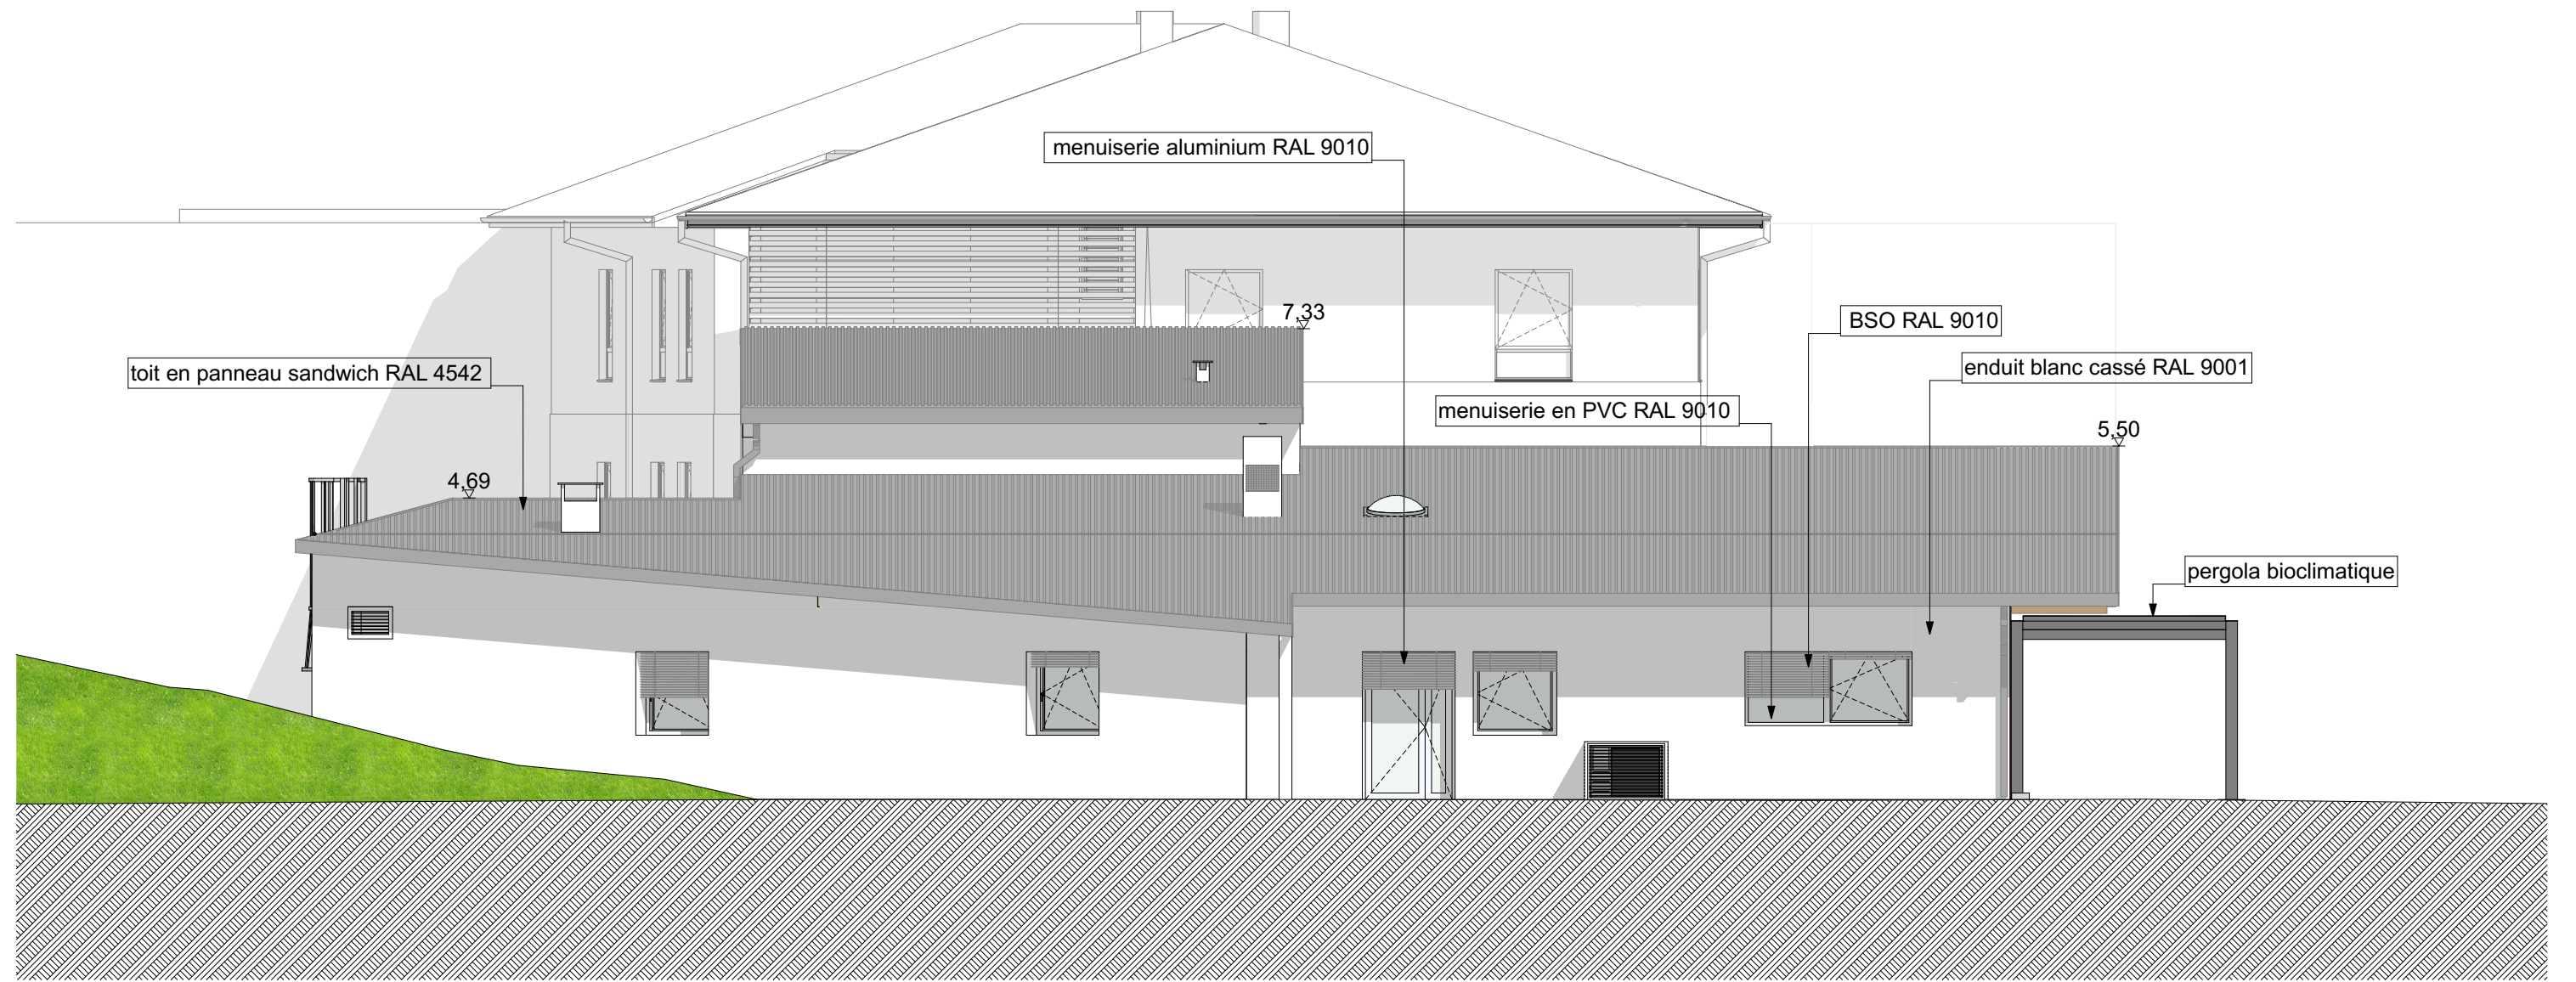 menuiserie aluminium RAL 9010
7,33
BSO RAL 9010
toit en panneau sandwich RAL 4542
enduit blanc cassé RAL 9001
menuiserie en PVC RAL 9010
5,50
4,69
pergola bioclimatique